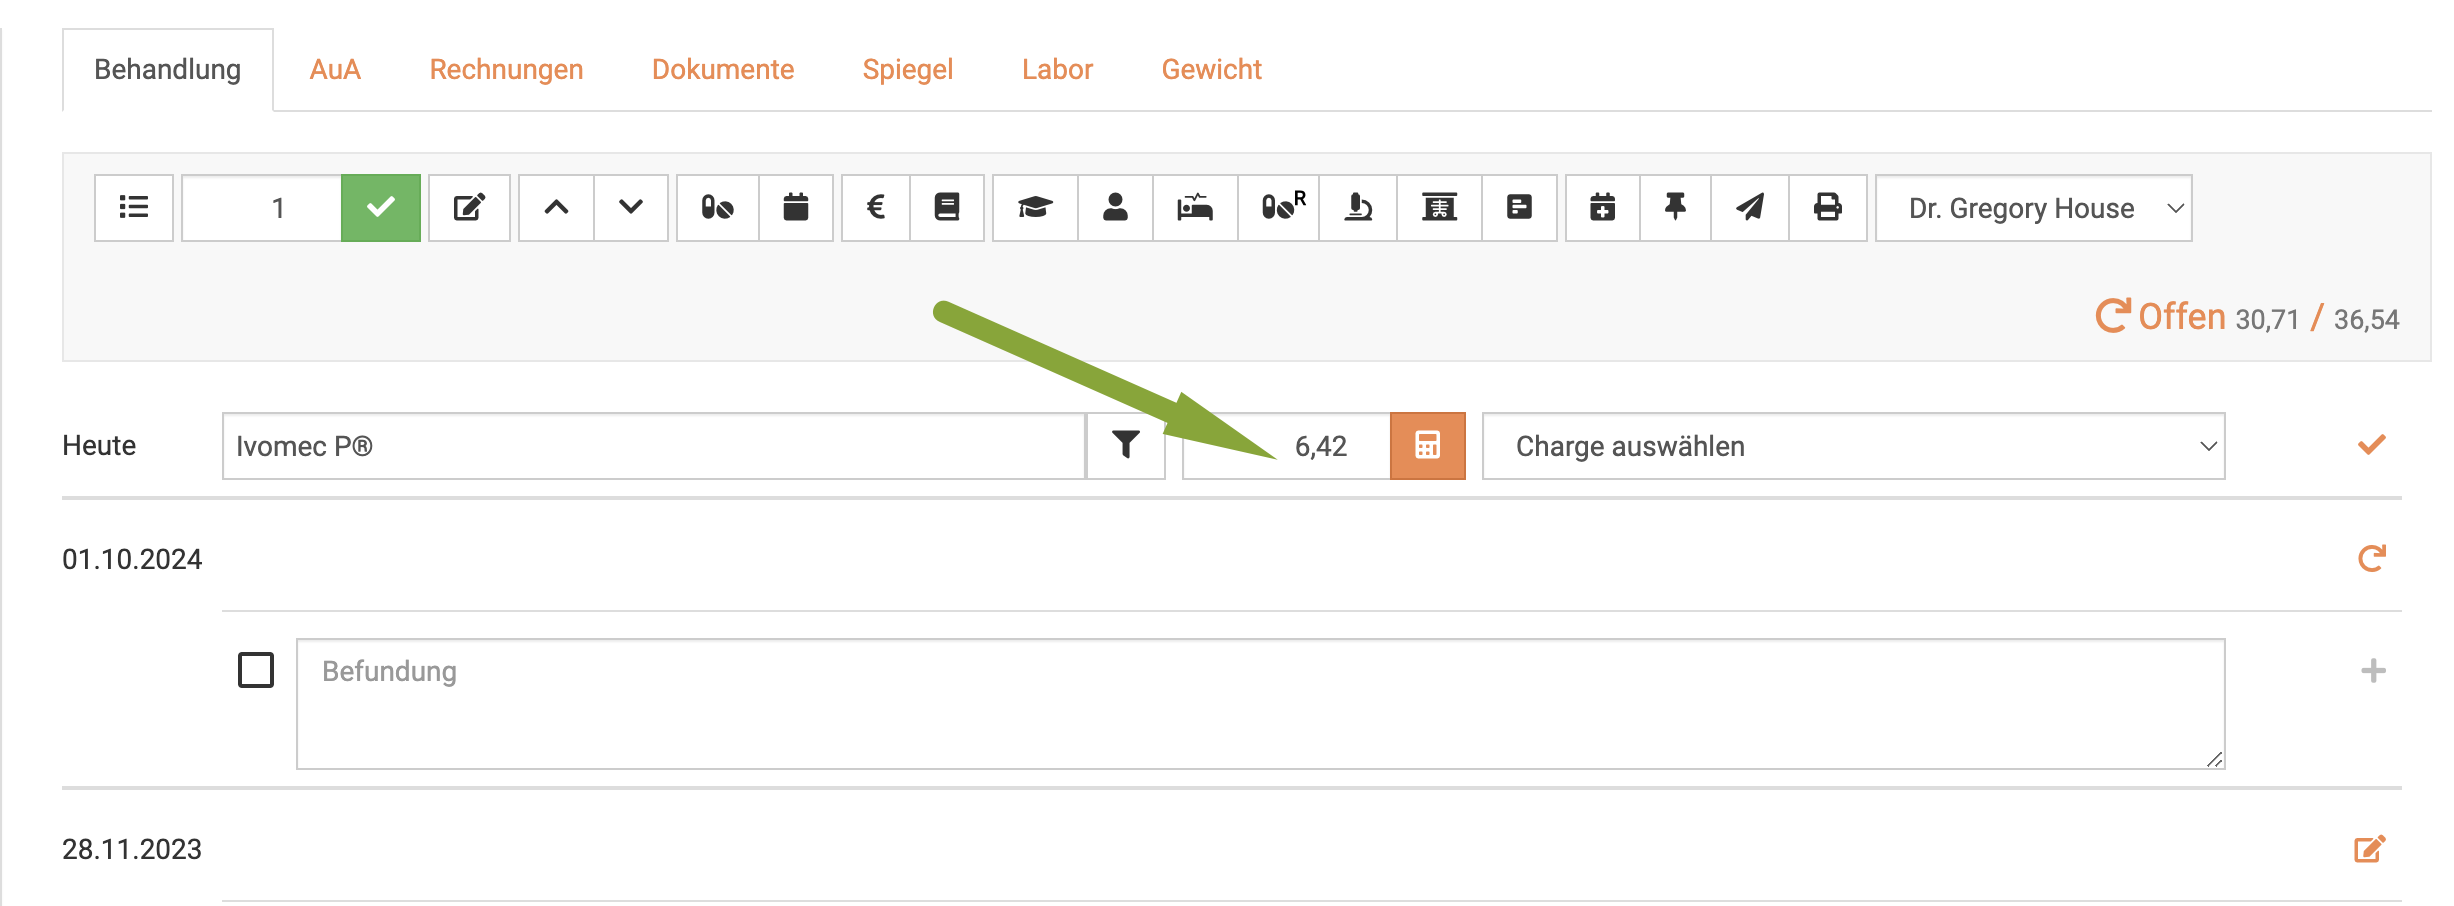 Behandlung AuA Rechnungen Dokumente Spiegel Labor Gewicht
1 € R Dr. Gregory House
Offen 30,71 / 36,54
Heute Ivomec P® 6,42 Charge auswählen
01.10.2024
Befundung
28.11.2023